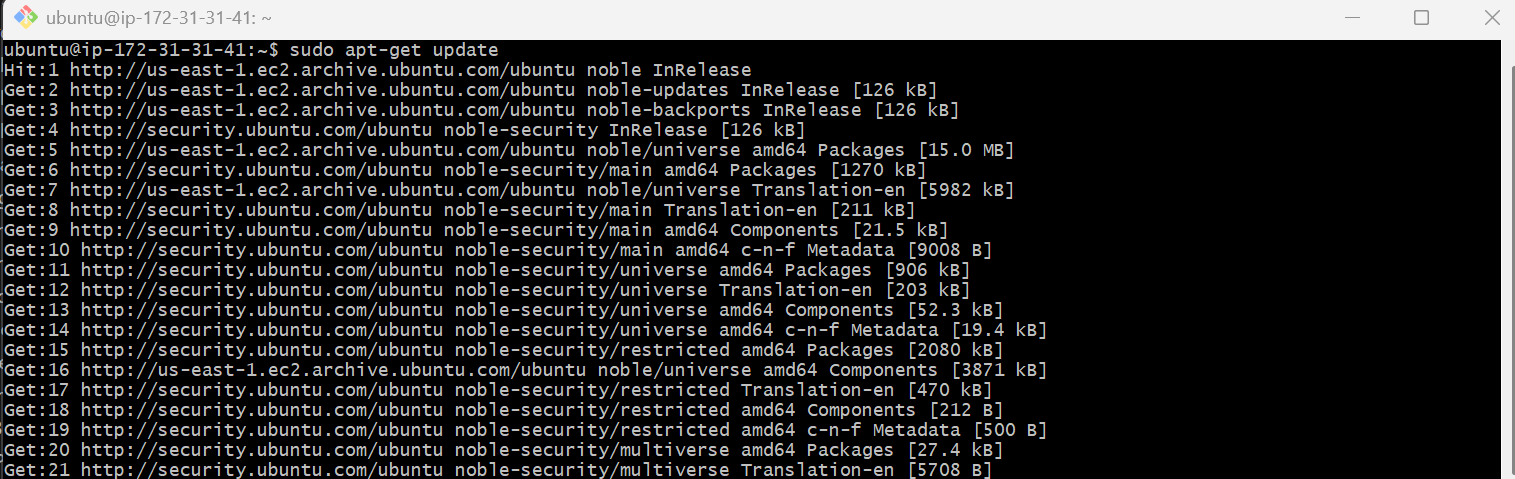 ubuntu@ip-172-31-31-41: ~
ubuntu@ip-172-31-31-41:~$ sudo apt-get update
Hit:1 http://us-east-1.ec2.archive.ubuntu.com/ubuntu noble InRelease
Get:2 http://us-east-1.ec2.archive.ubuntu.com/ubuntu noble-updates InRelease [126 kB]
Get:3 http://us-east-1.ec2.archive.ubuntu.com/ubuntu noble-backports InRelease [126 kB]
Get:4 http://security.ubuntu.com/ubuntu noble-security InRelease [126 kB]
Get:5 http://us-east-1.ec2.archive.ubuntu.com/ubuntu noble/universe amd64 Packages [15.0 MB]
Get:6 http://security.ubuntu.com/ubuntu noble-security/main amd64 Packages [1270 kB]
Get:7 http://us-east-1.ec2.archive.ubuntu.com/ubuntu noble/universe Translation-en [5982 kB]
Get:8 http://security.ubuntu.com/ubuntu noble-security/main Translation-en [211 kB]
Get:9 http://security.ubuntu.com/ubuntu noble-security/main amd64 Components [21.5 kB]
Get:10 http://security.ubuntu.com/ubuntu noble-security/main amd64 c-n-f Metadata [9008 B]
Get:11 http://security.ubuntu.com/ubuntu noble-security/universe amd64 Packages [906 kB]
Get:12 http://security.ubuntu.com/ubuntu noble-security/universe Translation-en [203 kB]
Get:13 http://security.ubuntu.com/ubuntu noble-security/universe amd64 Components [52.3 kB]
Get:14 http://security.ubuntu.com/ubuntu noble-security/universe amd64 c-n-f Metadata [19.4 kB]
Get:15 http://security.ubuntu.com/ubuntu noble-security/restricted amd64 Packages [2080 kB]
Get:16 http://us-east-1.ec2.archive.ubuntu.com/ubuntu noble/universe amd64 Components [3871 kB]
Get:17 http://security.ubuntu.com/ubuntu noble-security/restricted Translation-en [470 kB]
Get:18 http://security.ubuntu.com/ubuntu noble-security/restricted amd64 Components [212 B]
Get:19 http://security.ubuntu.com/ubuntu noble-security/restricted amd64 c-n-f Metadata [500 B]
Get:20 http://security.ubuntu.com/ubuntu noble-security/multiverse amd64 Packages [27.4 kB]
Get:21 http://security.ubuntu.com/ubuntu noble-security/multiverse Translation-en [5708 B]